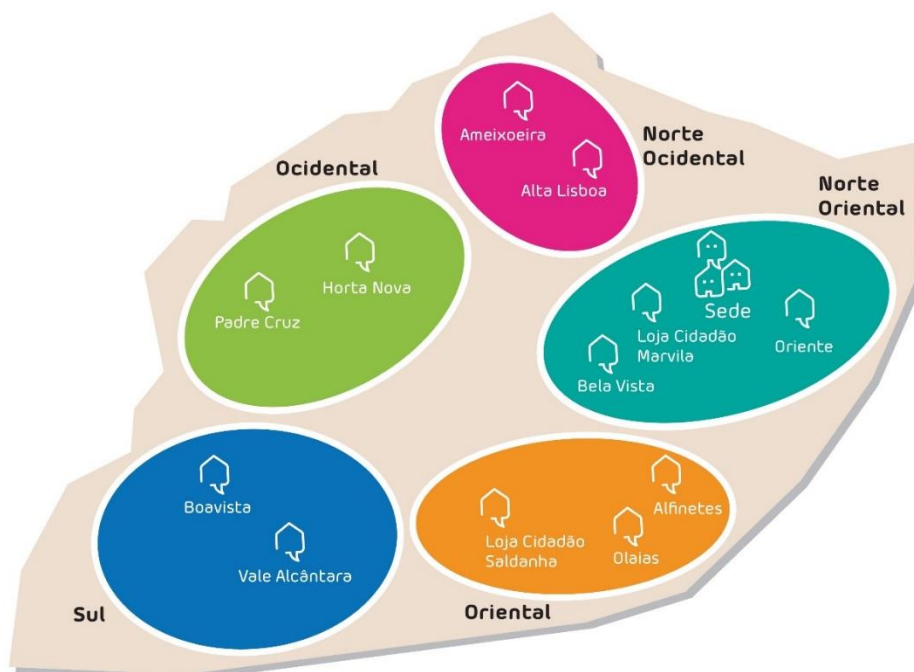 Ameixoeira
Alta Lisboa
Norte
Ocidental
Ocidental
Horta Nova
Padre Cruz
Norte
Oriental
Sede
Loja Cidadão
Marvila
Oriente
Bela Vista
Boavista
Vale Alcântara
Sul
Alfinetes
Loja Cidadão
Saldanha
Olaias
Oriental